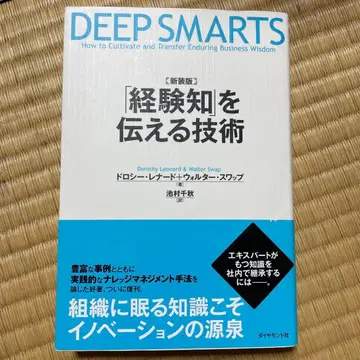 DEEP SMARTS
How to Cultivate and Transfer Enduring Business Wisdom
[新装版]
「経験知」を
伝える技術
Dorothy Leonard & Walter Swap
ドロシー・レナード+ウォルター・スワップ
著
池村千秋
訳
エキスパートが
もつ知識を
社内で継承する
には――。
豊富な事例とともに
実践的なナレッジマネジメント手法を
論じた好著、ついに復刊。
組織に眠る知識こそ
イノベーションの源泉
ダイヤモンド社